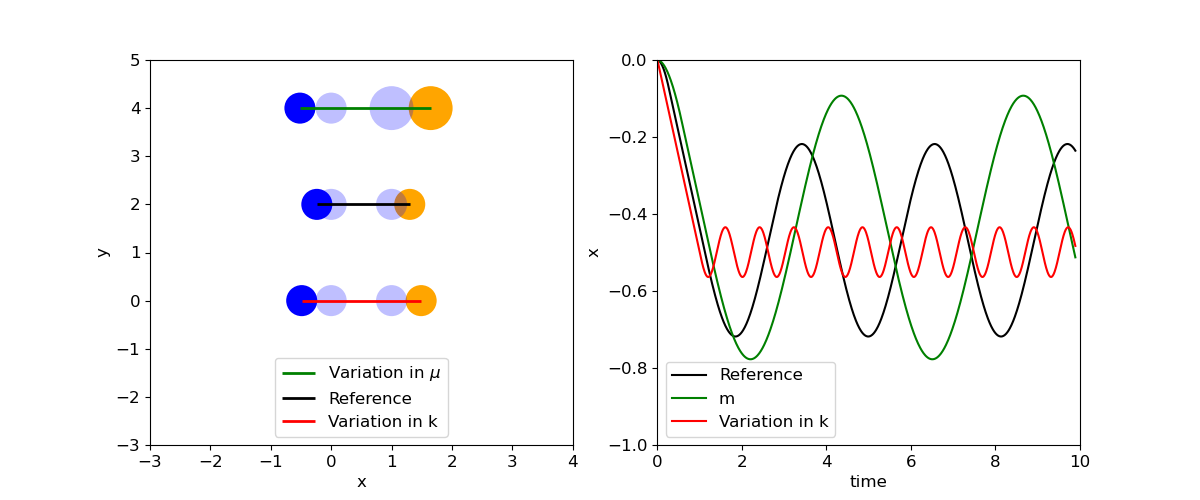 5
4
3
2
1
0
−1
−2
−3
y
−3 −2 −1 0 1 2 3 4
x
Variation in μ
Reference
Variation in k
0.0
−0.2
−0.4
−0.6
−0.8
−1.0
x
0 2 4 6 8 10
time
Reference
m
Variation in k